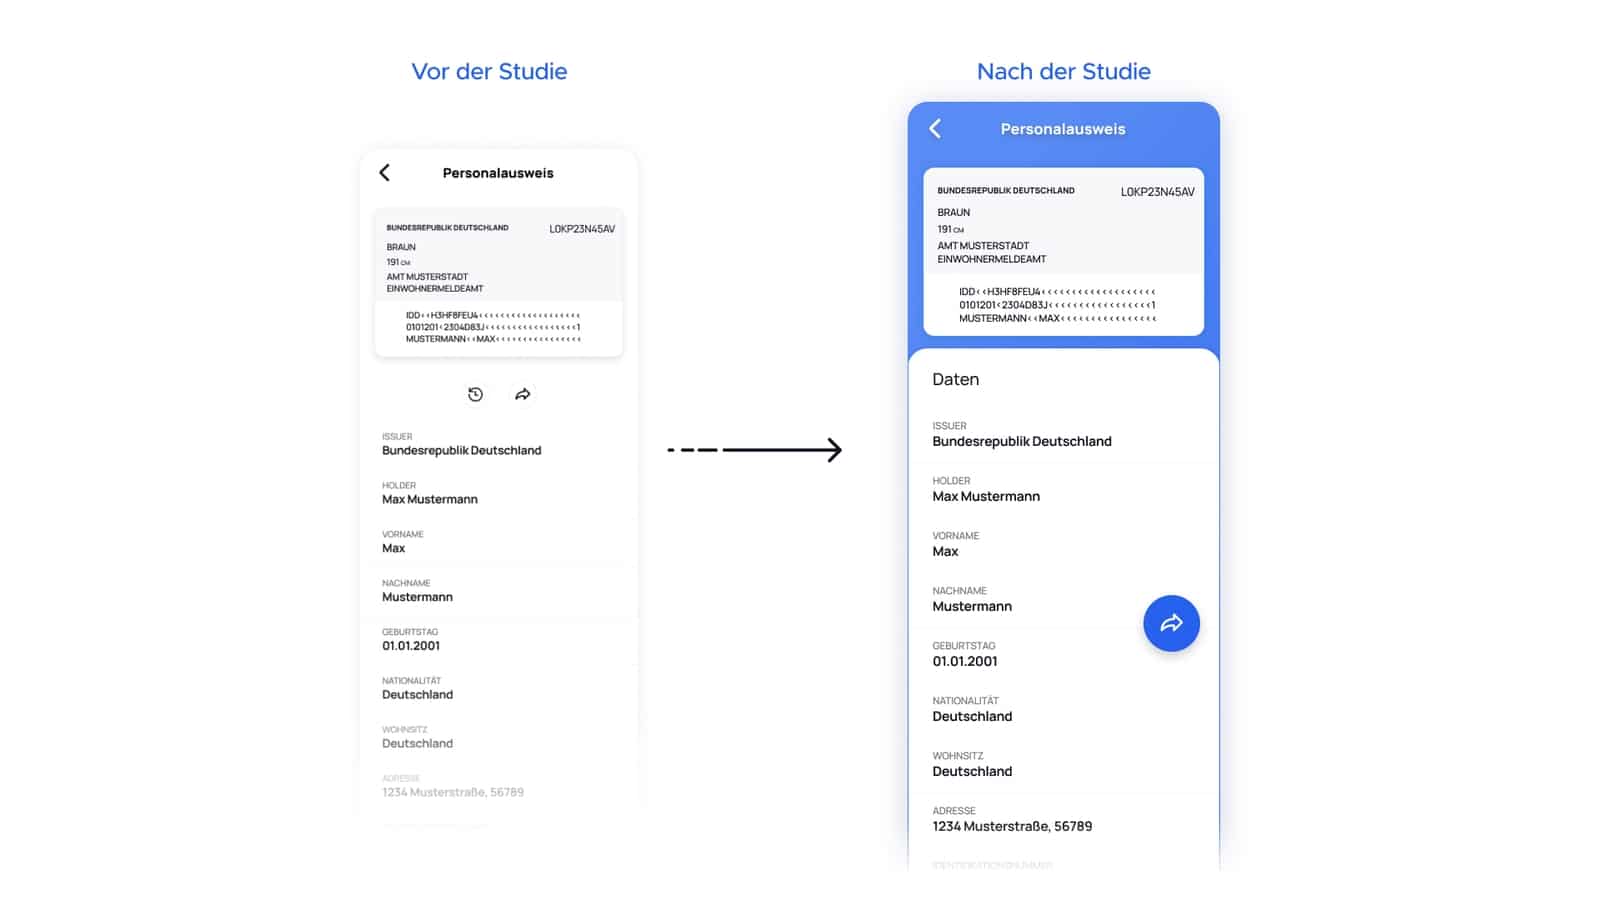 Vor der Studie
Personalausweis
BUNDESREPUBLIK DEUTSCHLAND L0KP23N45AV
BRAUN
191 CM
AMT MUSTERSTADT
EINWOHNERMELDEAMT
IDD<<H3HF8FEU4<<<<<<<<<<<<<<<<<<
0101201<2304D83J<<<<<<<<<<<<<<<<1
MUSTERMANN<<MAX<<<<<<<<<<<<<<<
ISSUER
Bundesrepublik Deutschland
HOLDER
Max Mustermann
VORNAME
Max
NACHNAME
Mustermann
GEBURTSTAG
01.01.2001
NATIONALITÄT
Deutschland
WOHNSITZ
Deutschland
ADRESSE
1234 Musterstraße, 56789
Nach der Studie
Personalausweis
BUNDESREPUBLIK DEUTSCHLAND L0KP23N45AV
BRAUN
191 CM
AMT MUSTERSTADT
EINWOHNERMELDEAMT
IDD<<H3HF8FEU4<<<<<<<<<<<<<<<<<<
0101201<2304D83J<<<<<<<<<<<<<<<<1
MUSTERMANN<<MAX<<<<<<<<<<<<<<<
Daten
ISSUER
Bundesrepublik Deutschland
HOLDER
Max Mustermann
VORNAME
Max
NACHNAME
Mustermann
GEBURTSTAG
01.01.2001
NATIONALITÄT
Deutschland
WOHNSITZ
Deutschland
ADRESSE
1234 Musterstraße, 56789